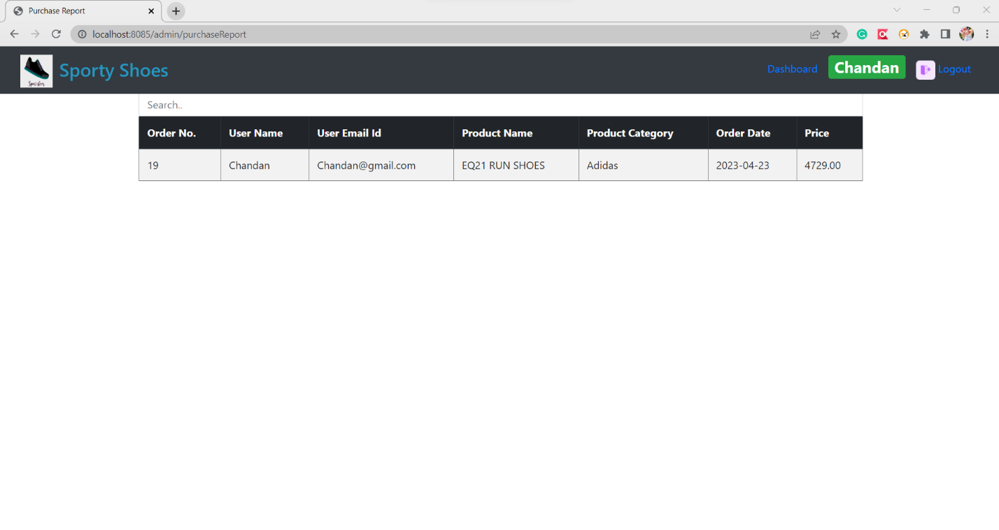 Purchase Report
localhost:8085/admin/purchaseReport
Sporty Shoes Dashboard Chandan Logout
Search..
Order No. User Name User Email Id Product Name Product Category Order Date Price
19 Chandan Chandan@gmail.com EQ21 RUN SHOES Adidas 2023-04-23 4729.00